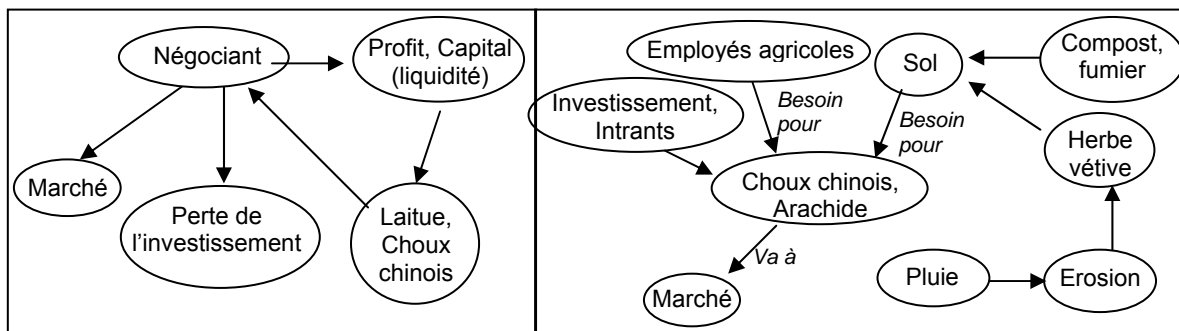 Négociant
Profit, Capital
(liquidité)
Marché
Perte de
l’investissement
Laitue,
Choux
chinois
Employés agricoles
Sol
Compost,
fumier
Investissement,
Intrants
Besoin
pour
Besoin
pour
Herbe
vétive
Choux chinois,
Arachide
Va à
Marché
Pluie
Erosion